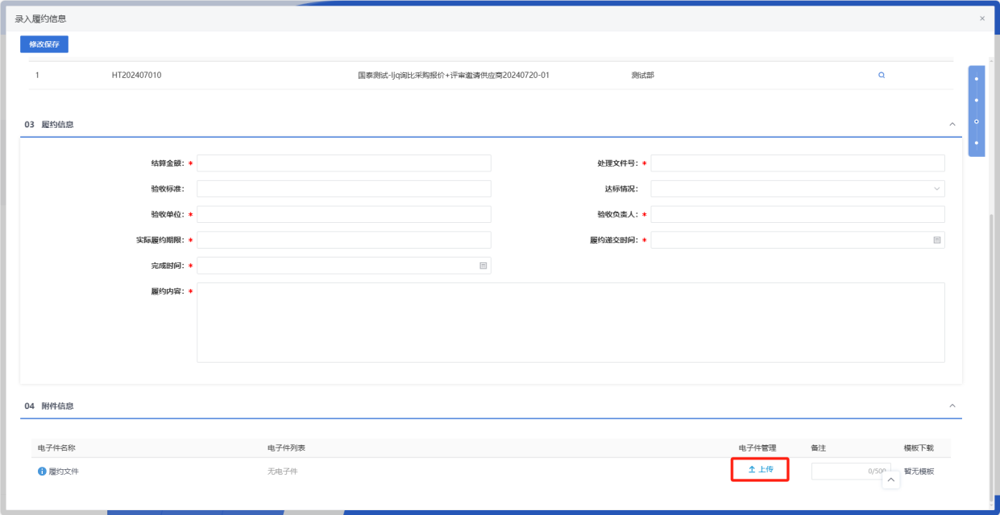 录入履约信息 ×
修改保存
1 HT202407010 国泰测试-ljq询比采购报价+评审邀请供应商20240720-01 测试部
03 履约信息
结算金额： * 处理文件号： *
验收标准： 达标情况：
验收单位： * 验收负责人： *
实际履约期限： * 履约递交时间： *
完成时间： *
履约内容： *
04 附件信息
电子件名称 电子件列表 电子件管理 备注 模板下载
履约文件 无电子件 上传 0/500 暂无模板